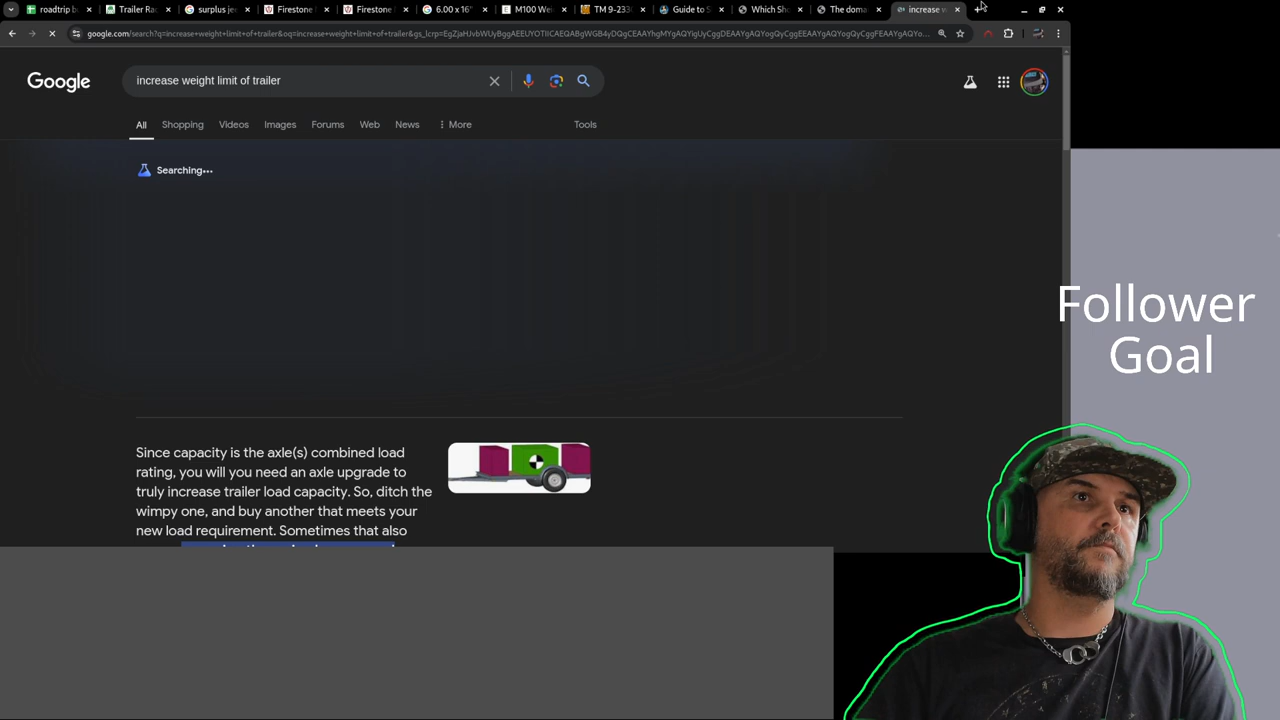 roadtrip b
Trailer Rac
surplus je
Firestone
Firestone
6.00 x 16"
M100 Wei
TM 9-233
Guide to S
Which Sho
The doma
increase w
google.com/search?q=increase+weight+limit+of+trailer&oq=increase+weight+limit+of+trailer&gs_lcrp=
Google
increase weight limit of trailer
All
Shopping
Videos
Images
Forums
Web
News
More
Tools
Searching...
Since capacity is the axle(s) combined load
rating, you will you need an axle upgrade to
truly increase trailer load capacity. So, ditch the
wimpy one, and buy another that meets your
new load requirement. Sometimes that also
Follower
Goal